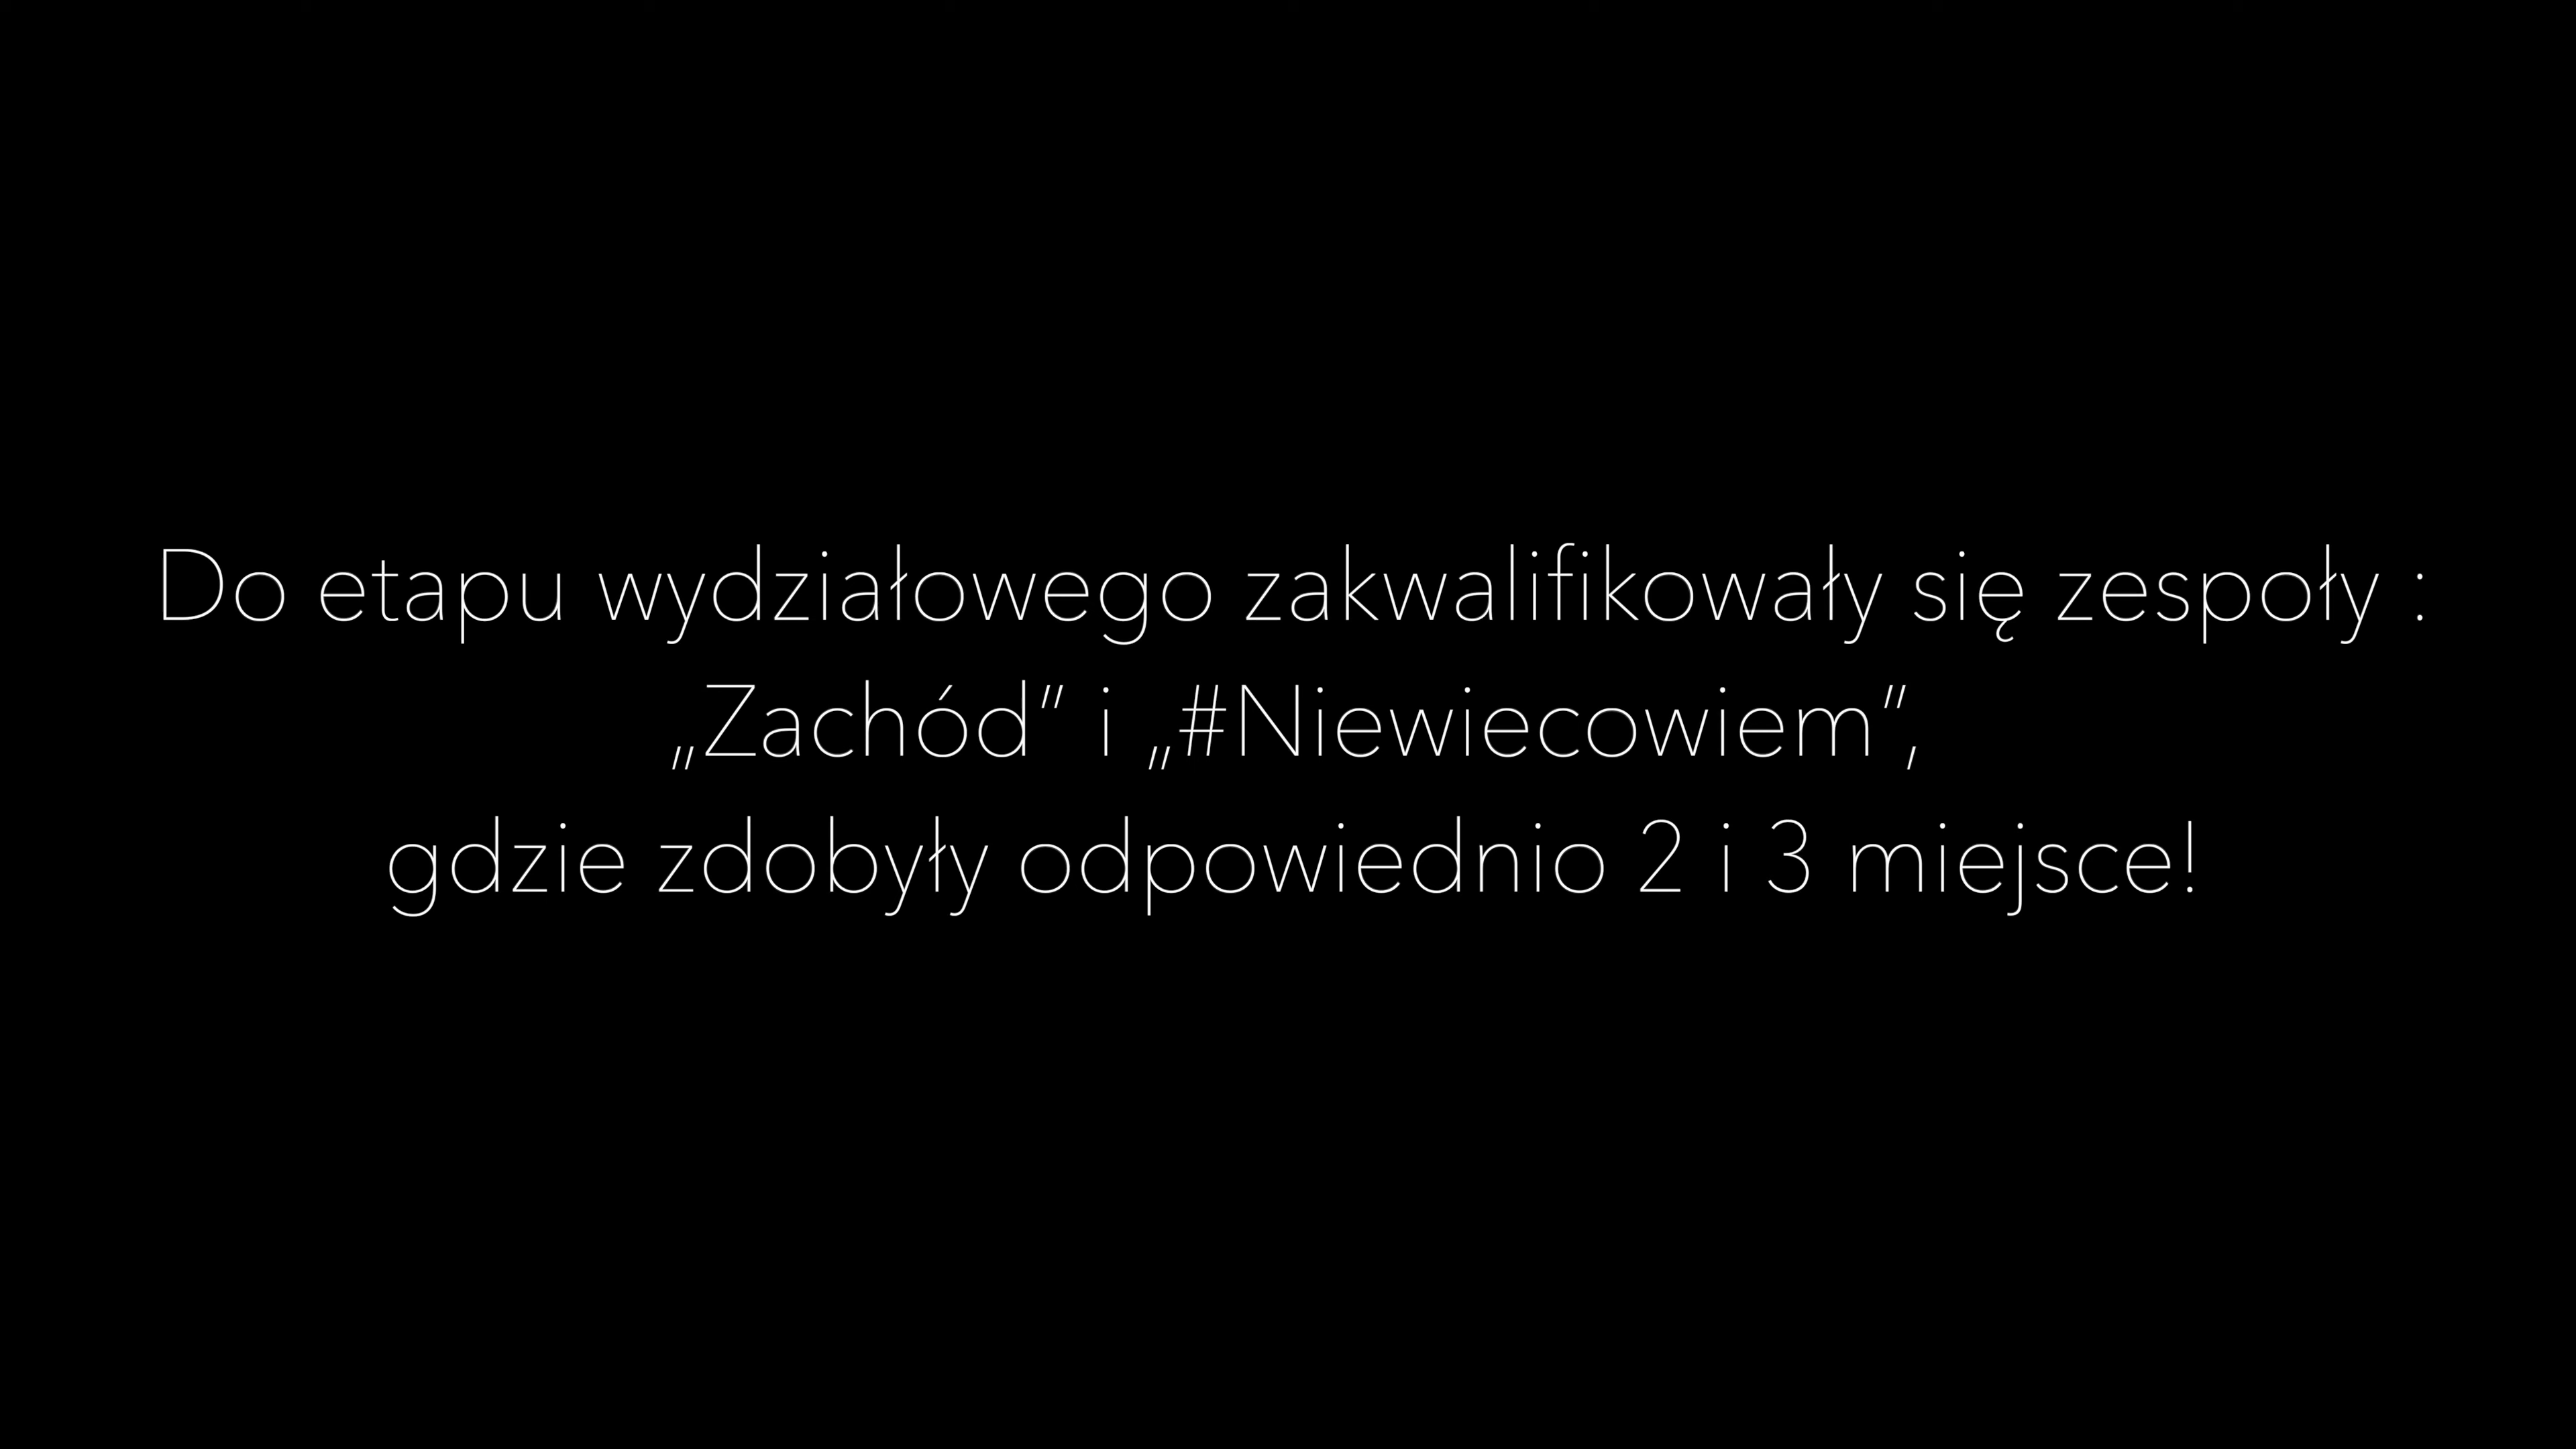 Do etapu wydziałowego zakwalifikowały się zespoły :
„Zachód” i „#Niewiecowiem”,
gdzie zdobyły odpowiednio 2 i 3 miejsce!